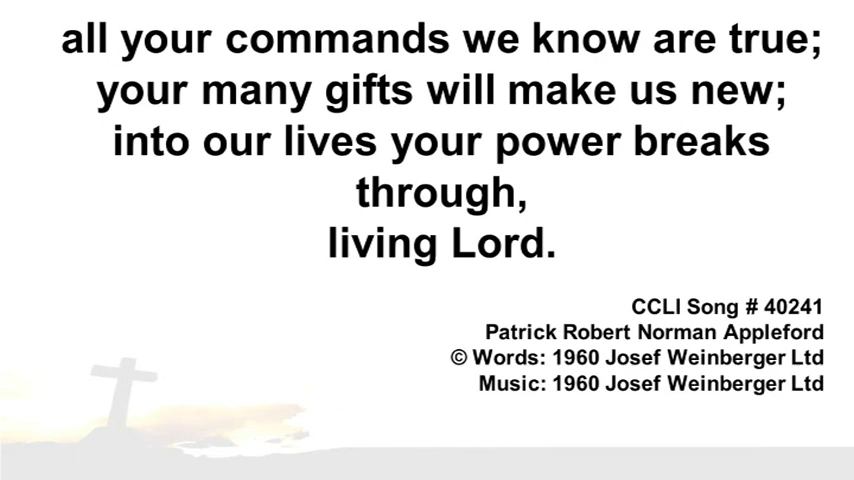 all your commands we know are true;
your many gifts will make us new;
into our lives your power breaks
through,
living Lord.
CCLI Song # 40241
Patrick Robert Norman Appleford
© Words: 1960 Josef Weinberger Ltd
Music: 1960 Josef Weinberger Ltd